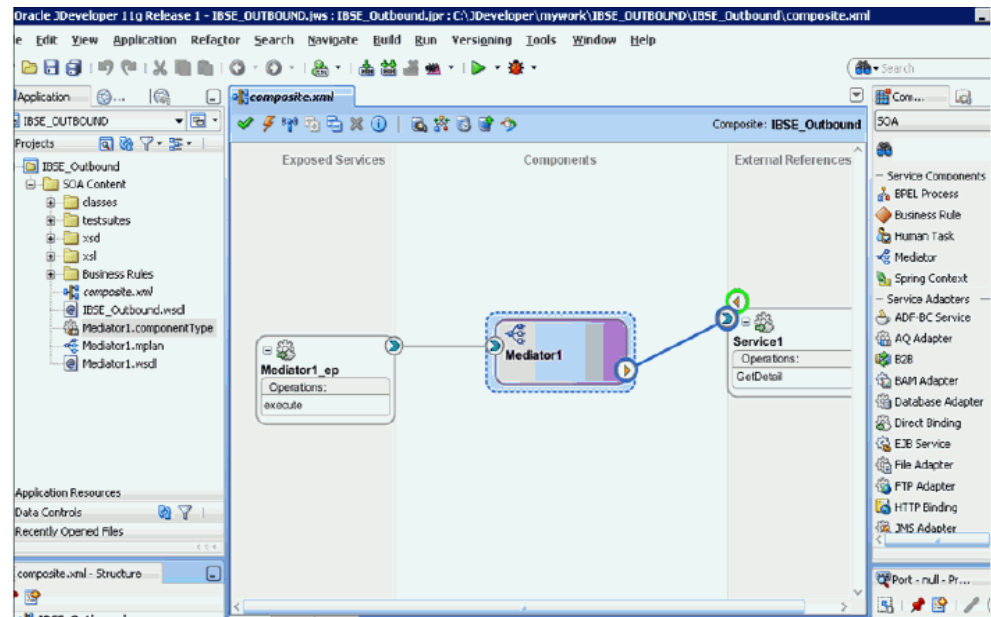 Oracle JDeveloper 11g Release 1 - IBSE_OUTBOUND.jws : IBSE_Outbound.jpr : C:\JDeveloper\mywork\IBSE_OUTBOUND\IBSE_Outbound\composite.xml
Edit View Application Refactor Search Navigate Build Run Versigning Tools Window Help
Search
Application
composite.xml
Com...
IBSE_OUTBOUND
Composite: IBSE_Outbound
SOA
Projects
IBSE_Outbound
SOA Content
classes
testsuites
xsd
xsl
Business Rules
composite.xml
IBSE_Outbound.wsdl
Mediator1.componentType
Mediator1.mplan
Mediator1.wsdl
Application Resources
Data Controls
Recently Opened Files
composite.xml - Structure
Exposed Services
Components
External References
Mediator1_ep
Operations:
execute
Mediator1
Service1
Operations:
GetDetail
Service Components
BPEL Process
Business Rule
Human Task
Mediator
Spring Context
Service Adapters
ADF-BC Service
AQ Adapter
B2B
BAM Adapter
Database Adapter
Direct Binding
EJB Service
File Adapter
FTP Adapter
HTTP Binding
JMS Adapter
Port - null - Pr...